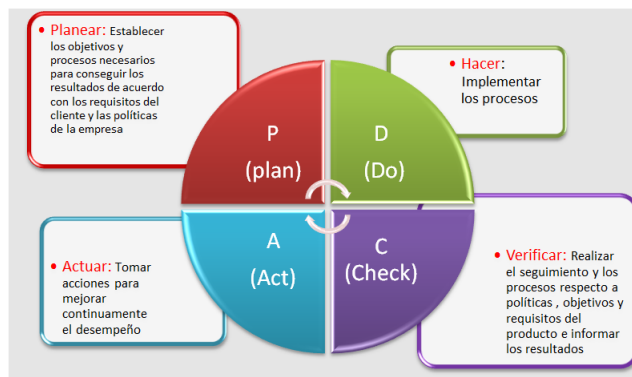 • Planear: Establecer
los objetivos y
procesos necesarios
para conseguir los
resultados de acuerdo
con los requisitos del
cliente y las políticas
de la empresa
P
(plan)
D
(Do)
• Hacer:
Implementar
los procesos
A
(Act)
C
(Check)
• Actuar: Tomar
acciones para
mejorar
continuamente
el desempeño
• Verificar: Realizar
el seguimiento y los
procesos respecto a
políticas , objetivos y
requisitos del
producto e informar
los resultados